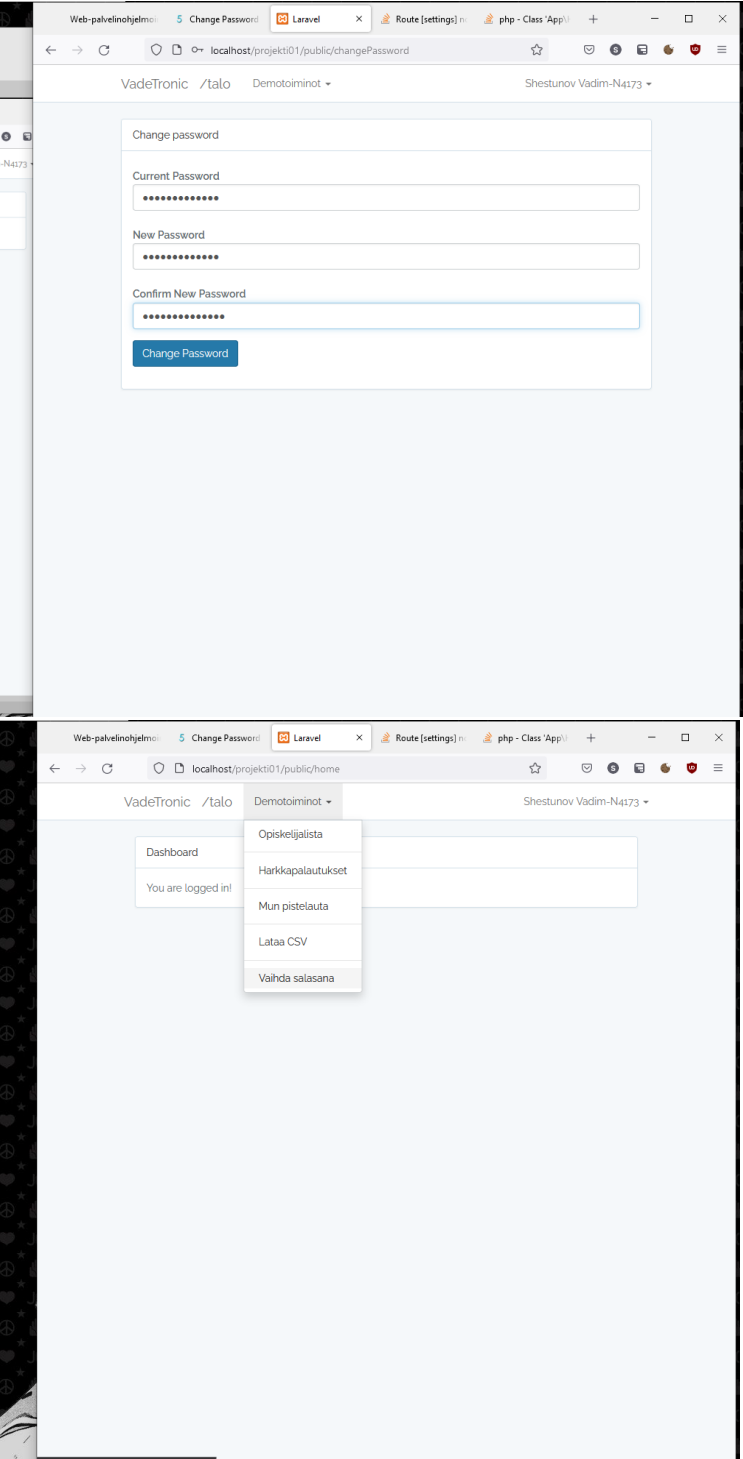 Web-palvelinohjelmoi
Change Password
Laravel
Route [settings] n
php - Class 'App\
localhost/projekti01/public/changePassword
VadeTronic /talo Demotoiminot Shestunov Vadim-N4173
-N4173
Change password
Current Password
New Password
Confirm New Password
Change Password
Web-palvelinohjelmoi
Change Password
Laravel
Route [settings] n
php - Class 'App\
localhost/projekti01/public/home
VadeTronic /talo Demotoiminot Shestunov Vadim-N4173
Opiskelijalista
Dashboard
Harkkapalautukset
You are logged in!
Mun pistelauta
Lataa CSV
Vaihda salasana